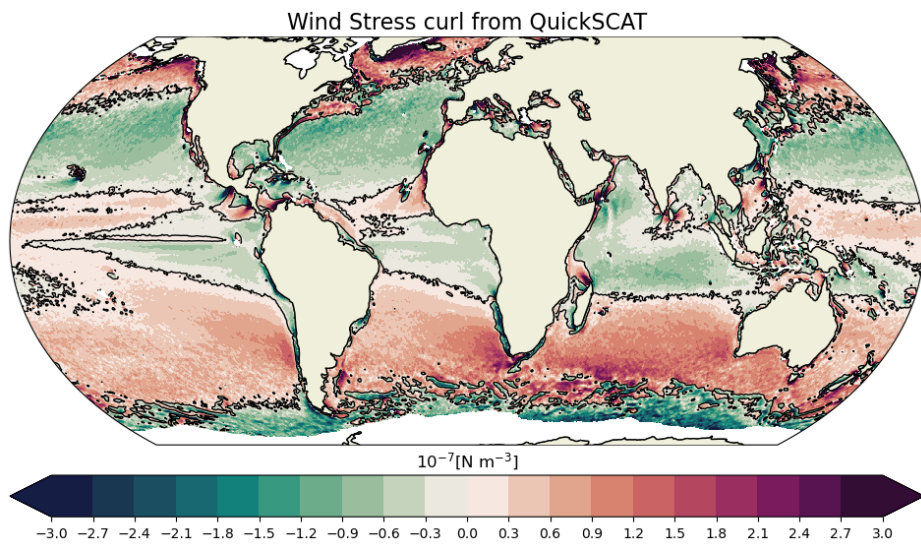 Wind Stress curl from QuickSCAT
10⁻⁷[N m⁻³]
−3.0 −2.7 −2.4 −2.1 −1.8 −1.5 −1.2 −0.9 −0.6 −0.3 0.0 0.3 0.6 0.9 1.2 1.5 1.8 2.1 2.4 2.7 3.0